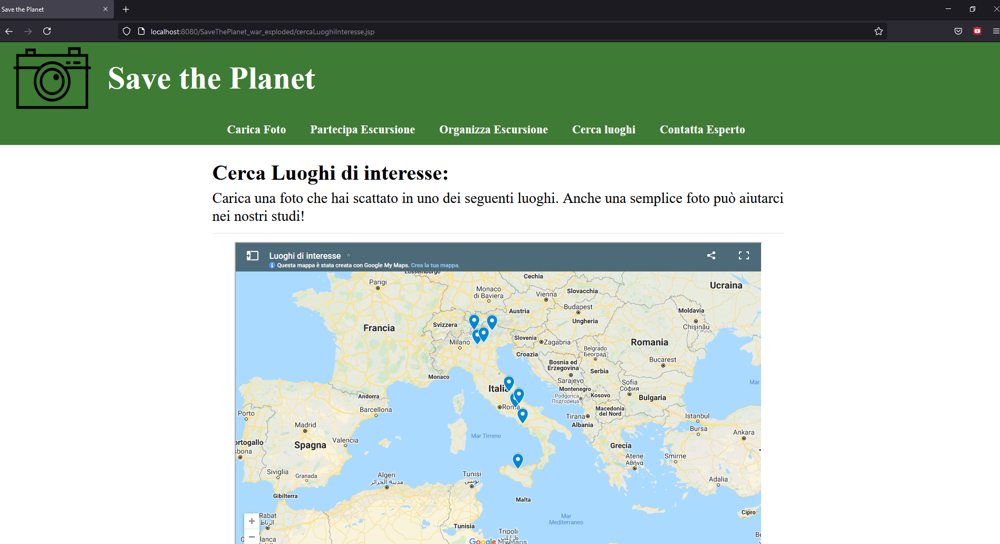 Save the Planet
localhost:8080/SaveThePlanet_war_exploded/cercaLuoghiInteresse.jsp
Save the Planet
Carica Foto Partecipa Escursione Organizza Escursione Cerca luoghi Contatta Esperto
Cerca Luoghi di interesse:
Carica una foto che hai scattato in uno dei seguenti luoghi. Anche una semplice foto può aiutarci
nei nostri studi!
Luoghi di interesse
Questa mappa è stata creata con Google My Maps. Crea la tua mappa.
Lussemburgo
Cechia
Parigi
Ucraina
Monaco
di Baviera
Slovacchia
Vienna
Budapest
Austria
Moldavia
Ungheria
Svizzera
Francia
Chișinău
Slovenia
Zagabria
Milano
Romania
Belgrado
Београд
Croazia
Bucarest
Bosnia ed
Erzegovina
Serbia
Monaco
Sarajevo
Sofia
София
Mar
Italia
Montenegro
Kosovo
Andorra
Podgorica
Подгорица
Bulgaria
Roma
Barcellona
Macedonia
del Nord
Porto
Tirana
Istanbul
Madrid
Albania
Bursa
Ankara
Mar Tirreno
Valencia
ortogallo
Spagna
Grecia
bona
Atene
Αθήνα
Smirne
Siviglia
Granada
Algeri
مدينة الجزائر
Tunisi
تونس
Adalia
Gibilterra
Malta
Cipro
Rabat
الرباط
Mar
Mediterraneo
Tunisia
Tripoli
طرابلس
lanca
Google My Maps